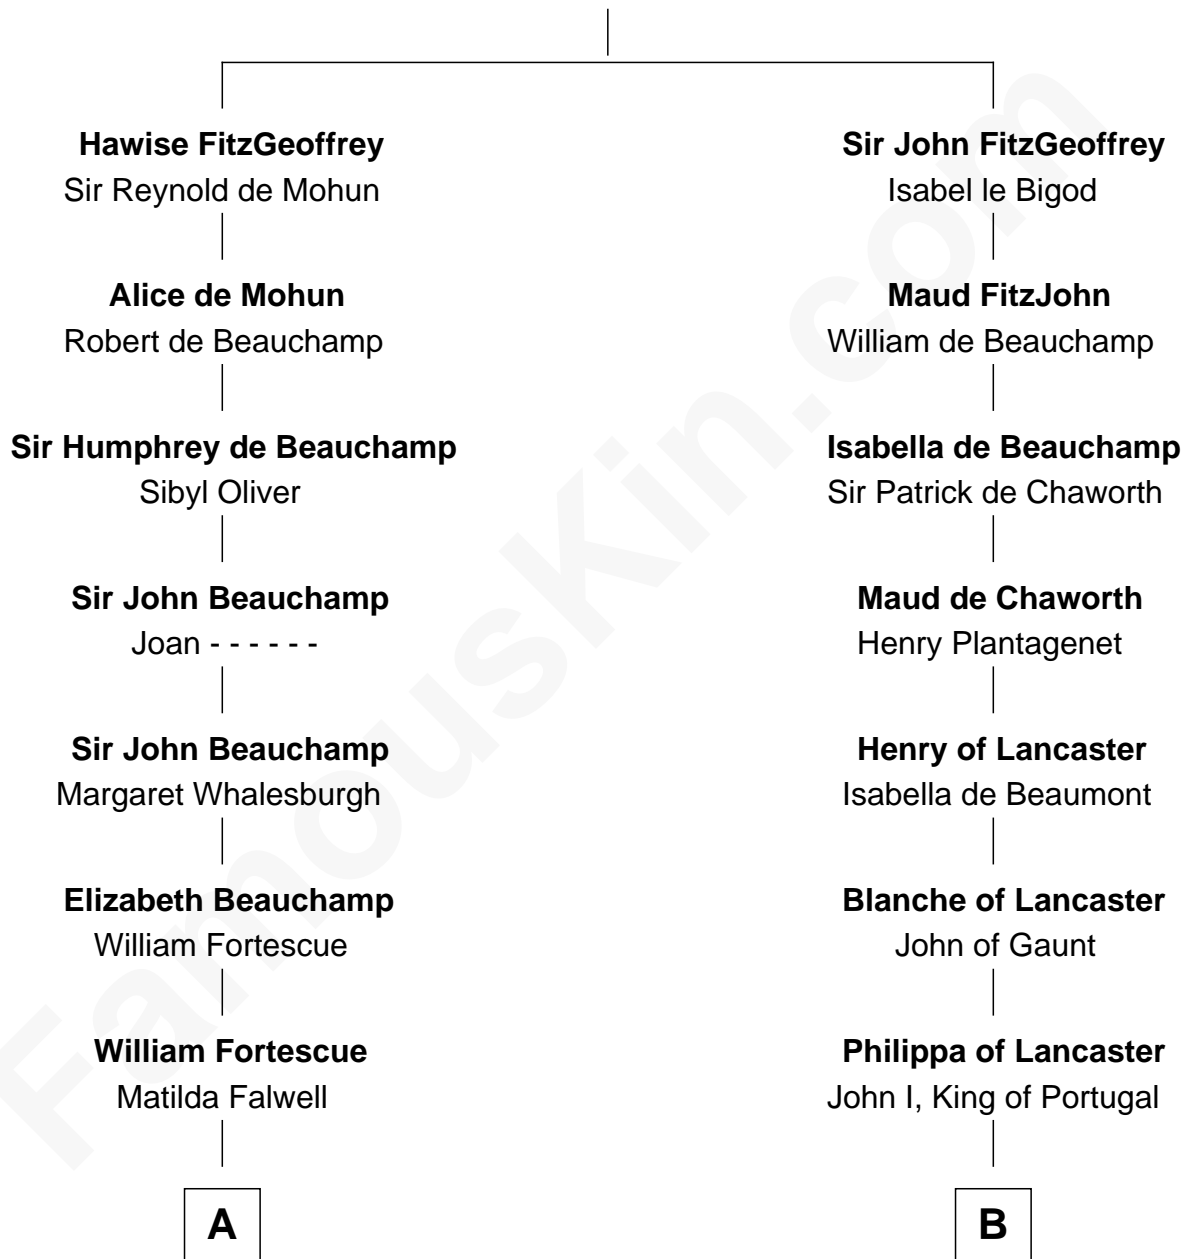 Hawise FitzGeoffrey
Sir Reynold de Mohun
Alice de Mohun
Robert de Beauchamp
Sir Humphrey de Beauchamp
Sibyl Oliver
Sir John Beauchamp
Joan - - - - - -
Sir John Beauchamp
Margaret Whalesburgh
Elizabeth Beauchamp
William Fortescue
William Fortescue
Matilda Falwell
A
Sir John FitzGeoffrey
Isabel le Bigod
Maud FitzJohn
William de Beauchamp
Isabella de Beauchamp
Sir Patrick de Chaworth
Maud de Chaworth
Henry Plantagenet
Henry of Lancaster
Isabella de Beaumont
Blanche of Lancaster
John of Gaunt
Philippa of Lancaster
John I, King of Portugal
B
FamousKin.com